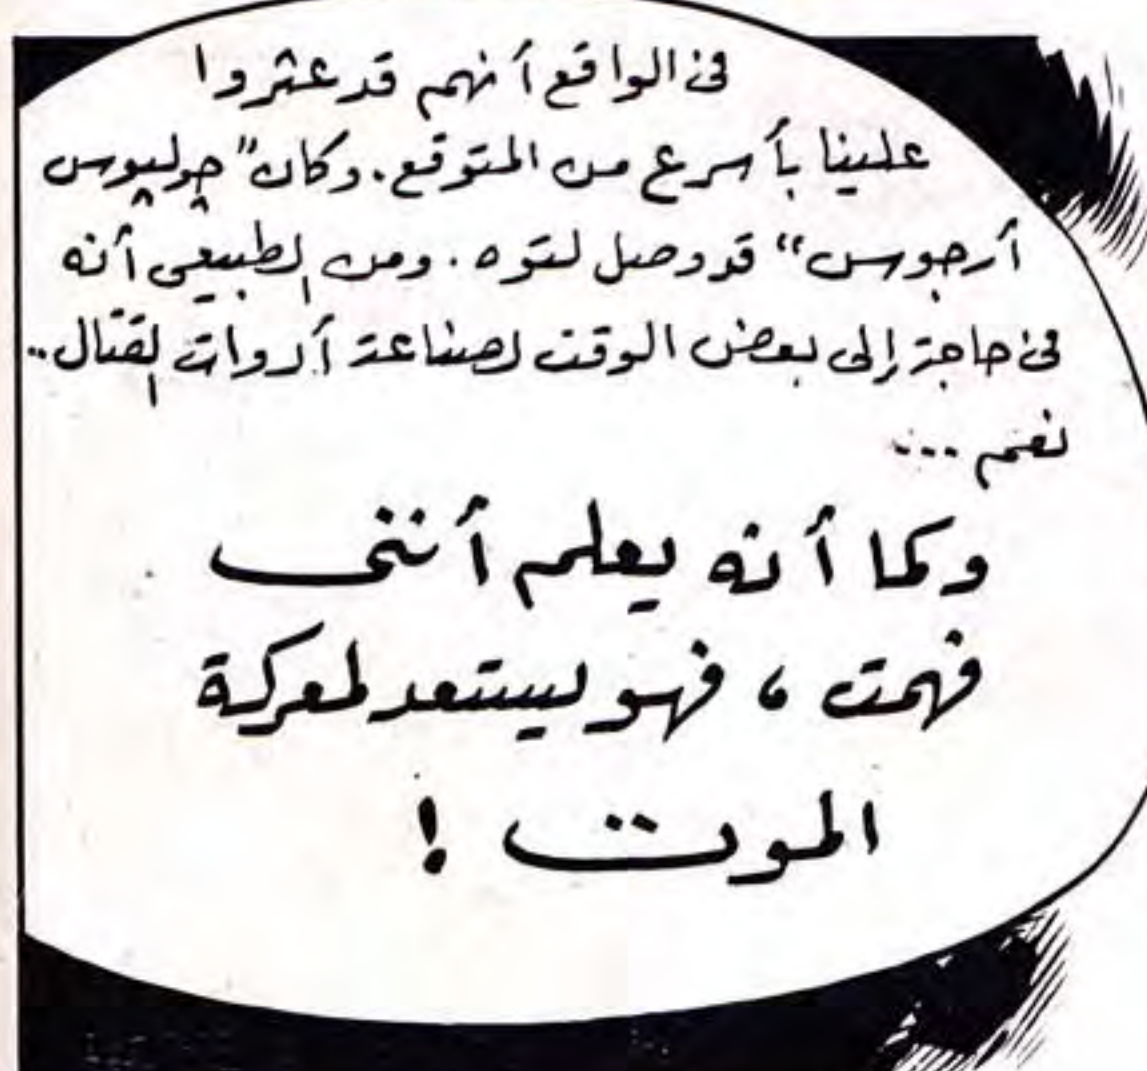 فى الواقع أنهم قد عثروا
علينا بأسرع من المتوقع. وكان "چوليوس
أرجوس" قد وصل لتوه. ومن الطبيعى أنه
فى حاجة إلى بعض الوقت لصناعة أدوات القتال..
نعم ...
وكما أنه يعلم أننى
فهمت، فهو يستعد لمعركة
الموت !